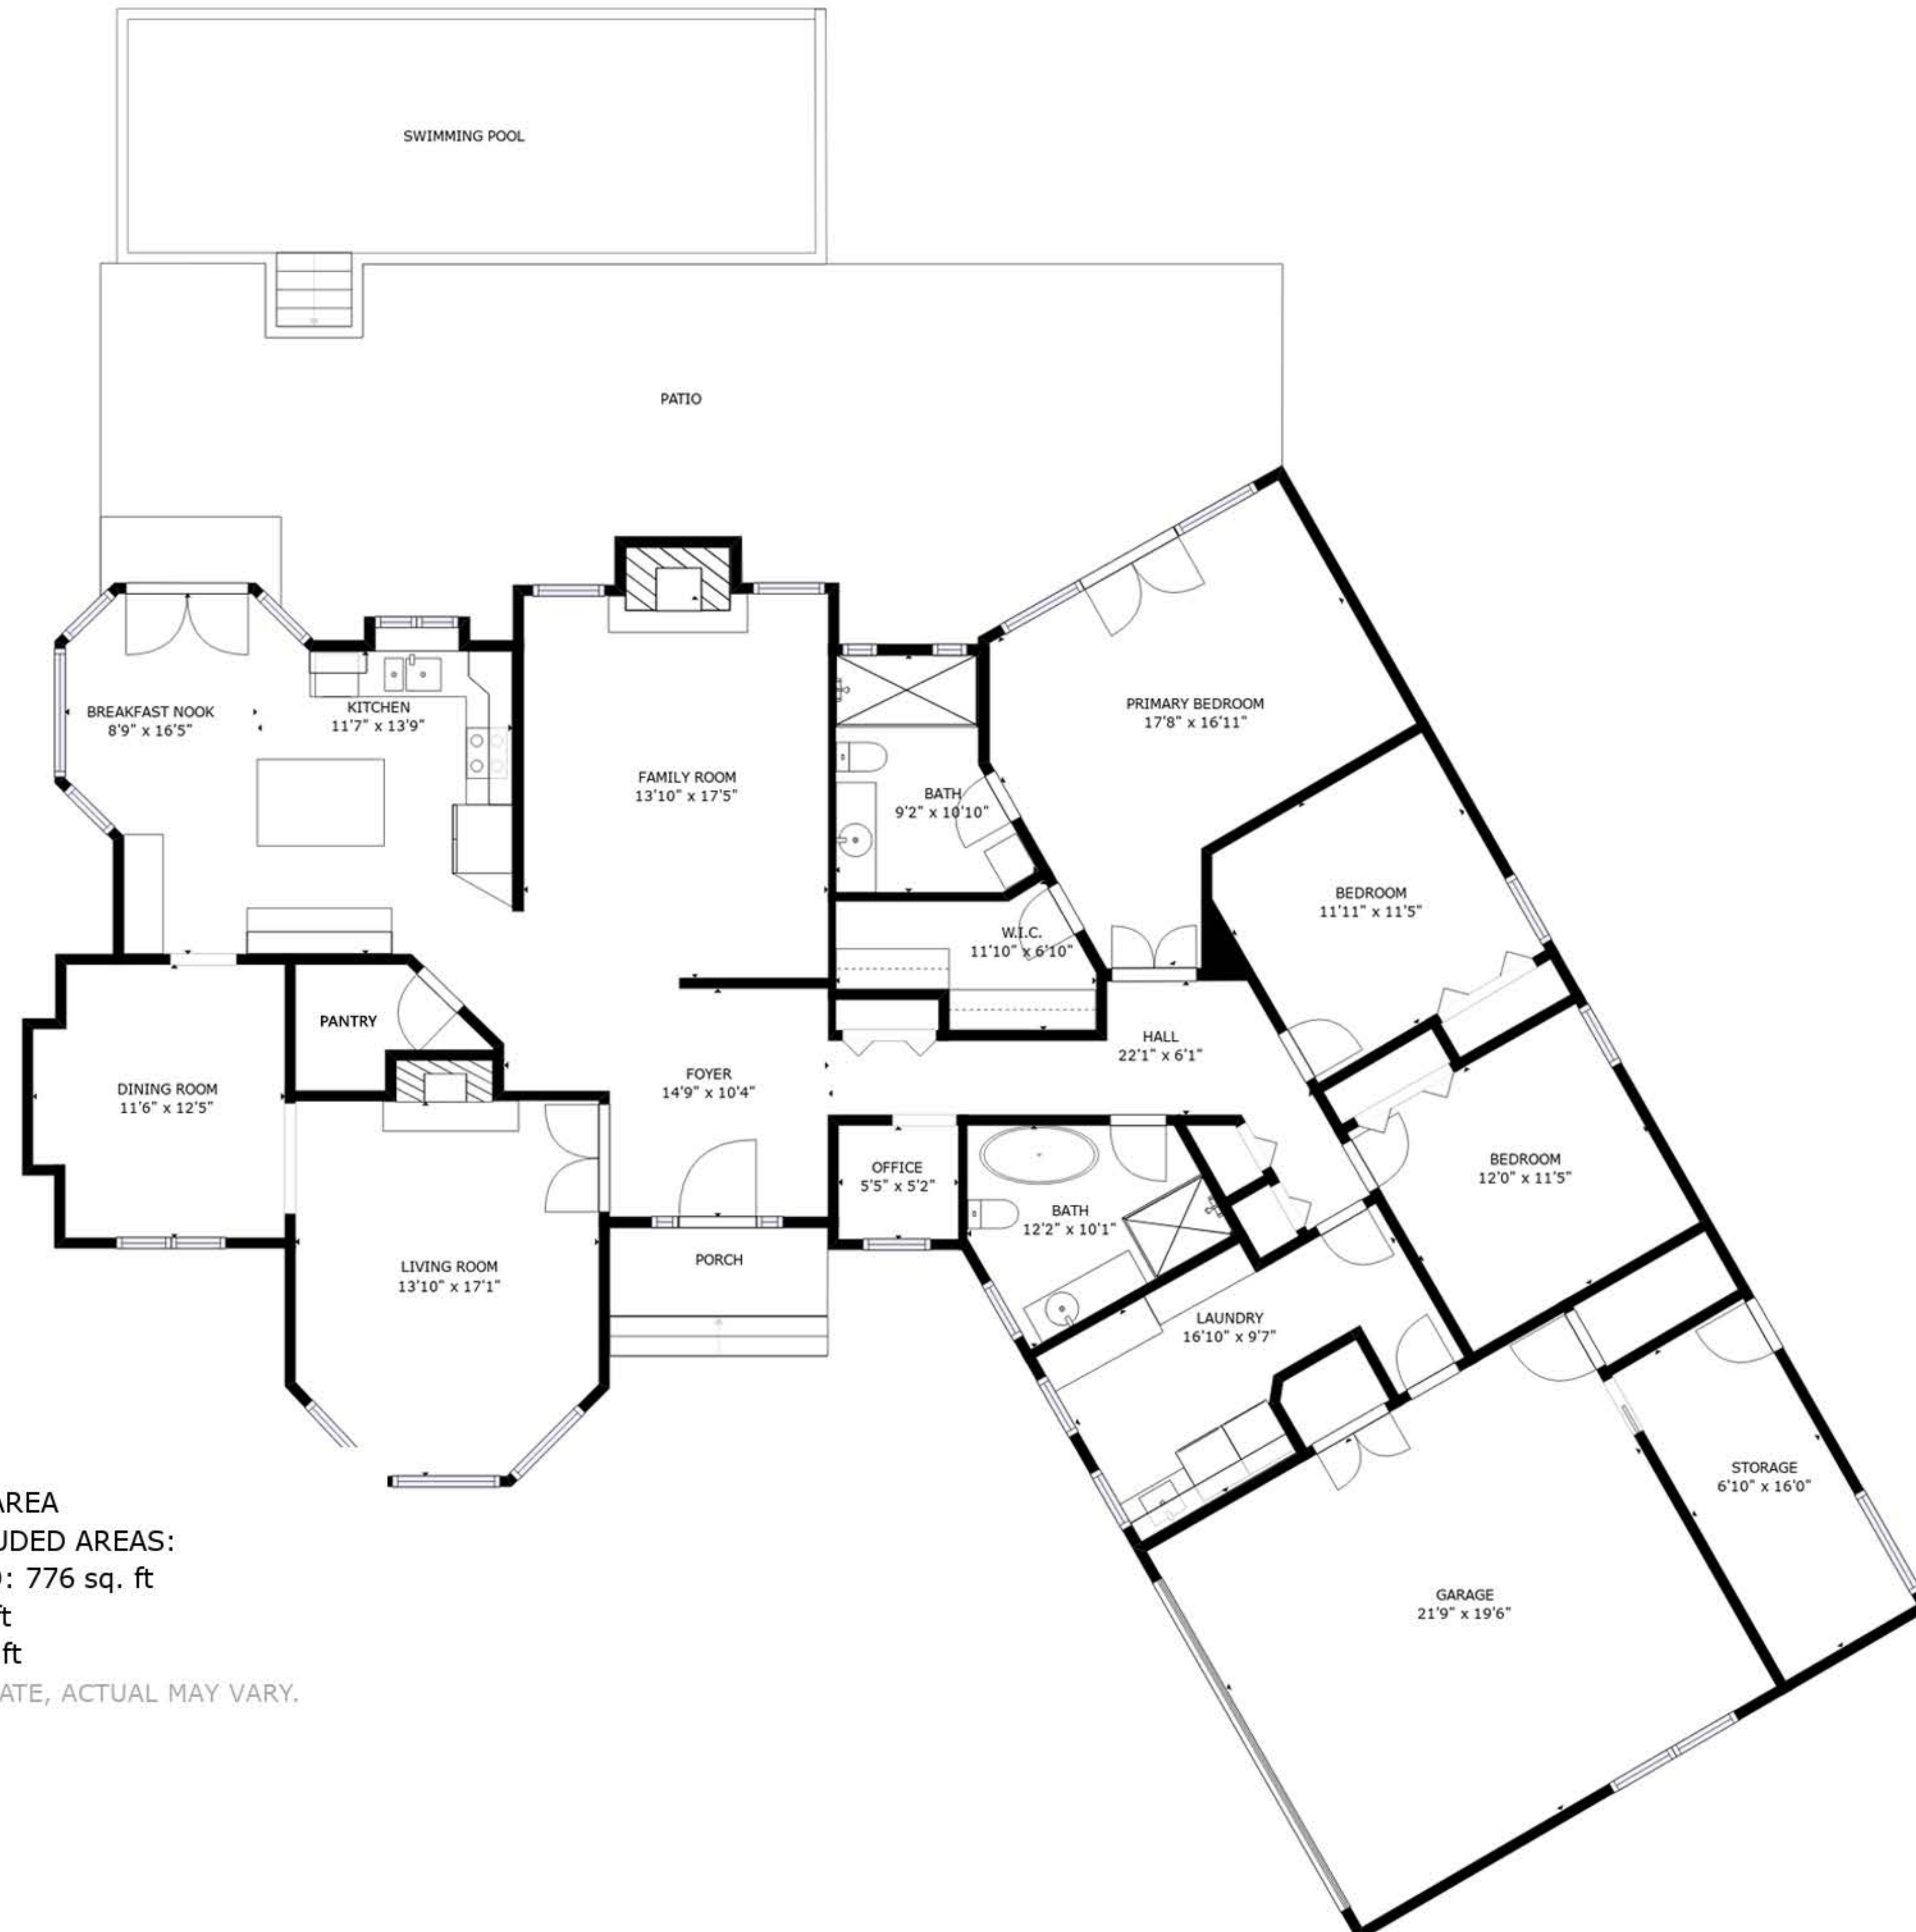 SWIMMING POOL
PATIO
BREAKFAST NOOK
8'9" x 16'5"
KITCHEN
11'7" x 13'9"
FAMILY ROOM
13'10" x 17'5"
BATH
9'2" x 10'10"
PRIMARY BEDROOM
17'8" x 16'11"
BEDROOM
11'11" x 11'5"
W.I.C.
11'10" x 6'10"
PANTRY
HALL
22'1" x 6'1"
FOYER
14'9" x 10'4"
DINING ROOM
11'6" x 12'5"
OFFICE
5'5" x 5'2"
BATH
12'2" x 10'1"
BEDROOM
12'0" x 11'5"
PORCH
LIVING ROOM
13'10" x 17'1"
LAUNDRY
16'10" x 9'7"
STORAGE
6'10" x 16'0"
GARAGE
21'9" x 19'6"
AREA
UDED AREAS:
: 776 sq. ft
ft
ft
ATE, ACTUAL MAY VARY.